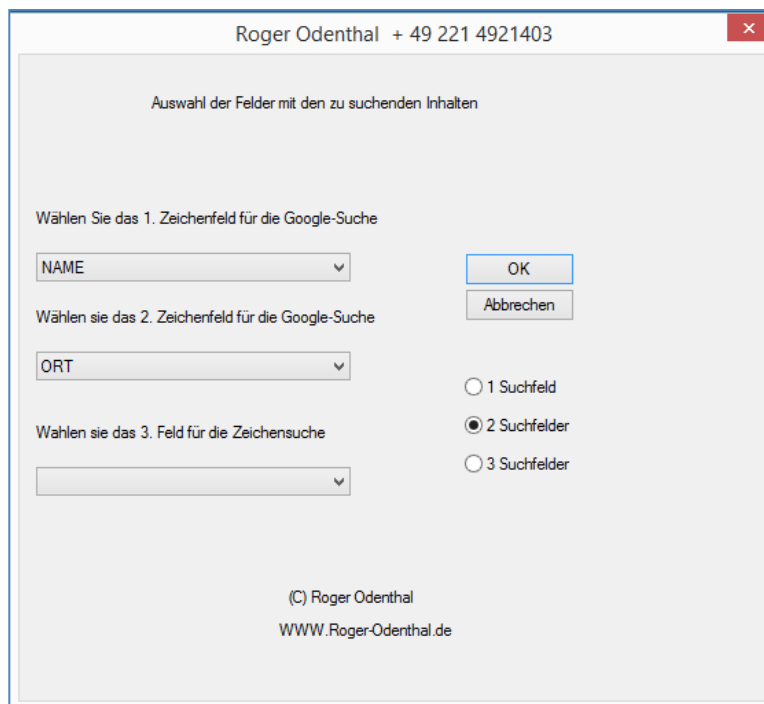 Roger Odenthal + 49 221 4921403
Auswahl der Felder mit den zu suchenden Inhalten
Wählen Sie das 1. Zeichenfeld für die Google-Suche
NAME
OK
Wählen sie das 2. Zeichenfeld für die Google-Suche
Abbrechen
ORT
1 Suchfeld
2 Suchfelder
Wahlen sie das 3. Feld für die Zeichensuche
3 Suchfelder
(C) Roger Odenthal
WWW.Roger-Odenthal.de